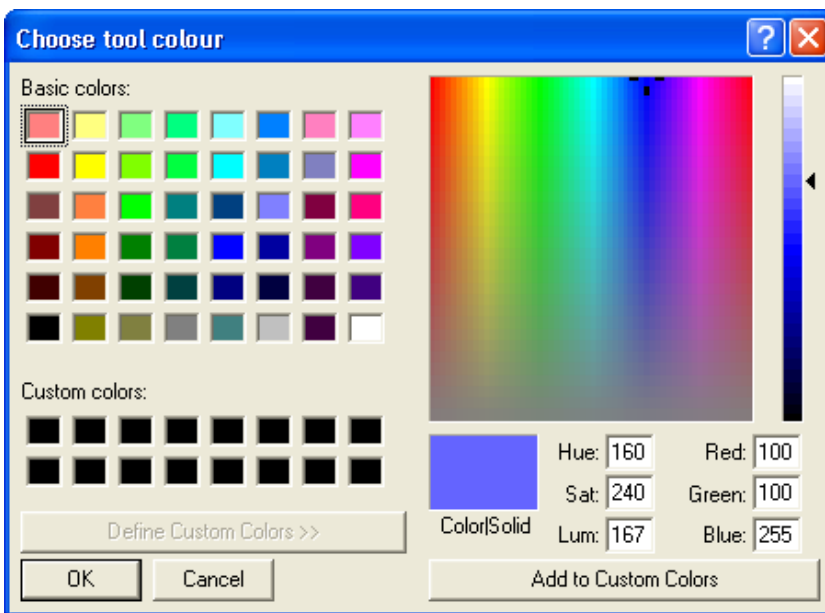 Choose tool colour
Basic colors:
Custom colors:
Define Custom Colors >>
OK
Cancel
Color|Solid
Hue: 160
Sat: 240
Lum: 167
Red: 100
Green: 100
Blue: 255
Add to Custom Colors